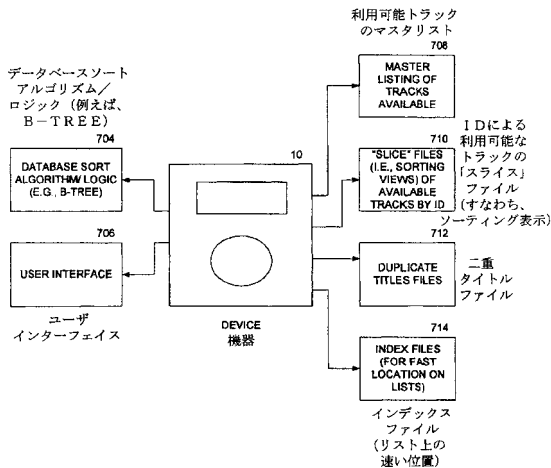 利用可能トラック
のマスタリスト
708
MASTER
LISTING OF
TRACKS
AVAILABLE
データベースソート
アルゴリズム/
ロジック(例えば、
B-TREE)
704
DATABASE SORT
ALGORITHM/LOGIC
(E.G., B-TREE)
10
710
"SLICE" FILES
(I.E., SORTING
VIEWS) OF
AVAILABLE
TRACKS BY ID
IDによる
利用可能な
トラックの
「スライス」
ファイル
(すなわち、
ソーティング表示)
706
USER INTERFACE
ユーザ
インターフェイス
712
DUPLICATE
TITLES FILES
二重
タイトル
ファイル
DEVICE
機器
714
INDEX FILES
(FOR FAST
LOCATION ON
LISTS)
インデックス
ファイル
(リスト上の
速い位置)